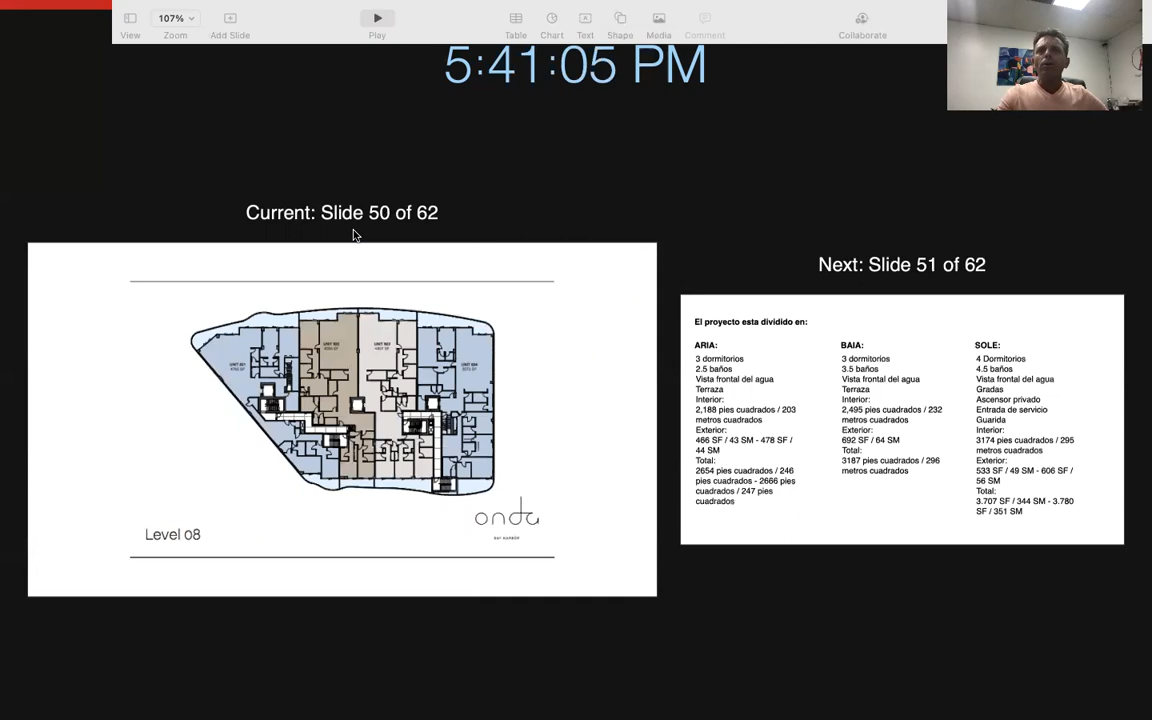 107%
View
Zoom
Add Slide
Play
Table
Chart
Text
Shape
Media
Comment
Collaborate
5:41:05 PM
Current: Slide 50 of 62
Level 08
onda
BAY HARBOR
Next: Slide 51 of 62
El proyecto esta dividido en:
ARIA:
3 dormitorios
2.5 baños
Vista frontal del agua
Terraza
Interior:
2,188 pies cuadrados / 203
metros cuadrados
Exterior:
466 SF / 43 SM - 478 SF /
44 SM
Total:
2654 pies cuadrados / 246
pies cuadrados - 2666 pies
cuadrados / 247 pies
cuadrados
BAIA:
3 dormitorios
3.5 baños
Vista frontal del agua
Terraza
Interior:
2,495 pies cuadrados / 232
metros cuadrados
Exterior:
692 SF / 64 SM
Total:
3187 pies cuadrados / 296
metros cuadrados
SOLE:
4 Dormitorios
4.5 baños
Vista frontal del agua
Gradas
Ascensor privado
Entrada de servicio
Guarida
Interior:
3174 pies cuadrados / 295
metros cuadrados
Exterior:
533 SF / 49 SM - 606 SF /
56 SM
Total:
3.707 SF / 344 SM - 3.780
SF / 351 SM